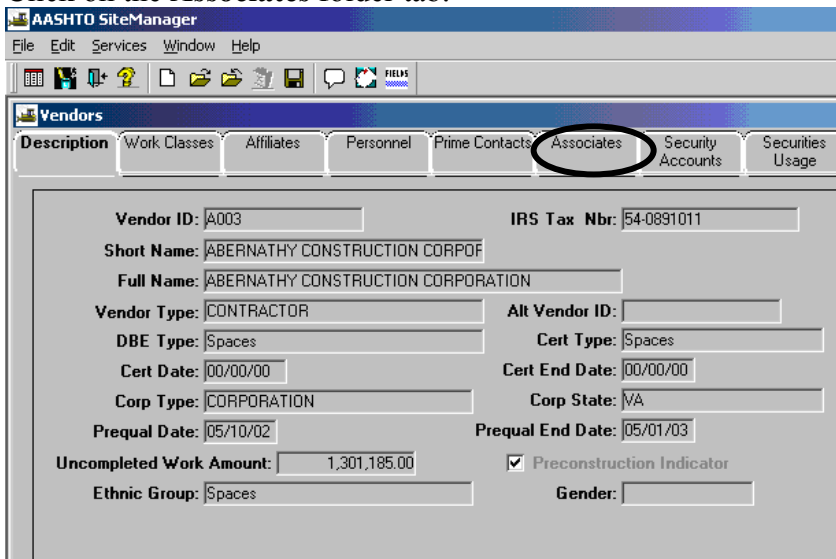 Click on the Associates folder tab.
AASHTO SiteManager
File Edit Services Window Help
FIELDS
Vendors
Description Work Classes Affiliates Personnel Prime Contacts Associates Security Accounts Securities Usage
Vendor ID: A003 IRS Tax Nbr: 54-0891011
Short Name: ABERNATHY CONSTRUCTION CORPOF
Full Name: ABERNATHY CONSTRUCTION CORPORATION
Vendor Type: CONTRACTOR Alt Vendor ID:
DBE Type: Spaces Cert Type: Spaces
Cert Date: 00/00/00 Cert End Date: 00/00/00
Corp Type: CORPORATION Corp State: VA
Prequal Date: 05/10/02 Prequal End Date: 05/01/03
Uncompleted Work Amount: 1,301,185.00 Preconstruction Indicator
Ethnic Group: Spaces Gender: